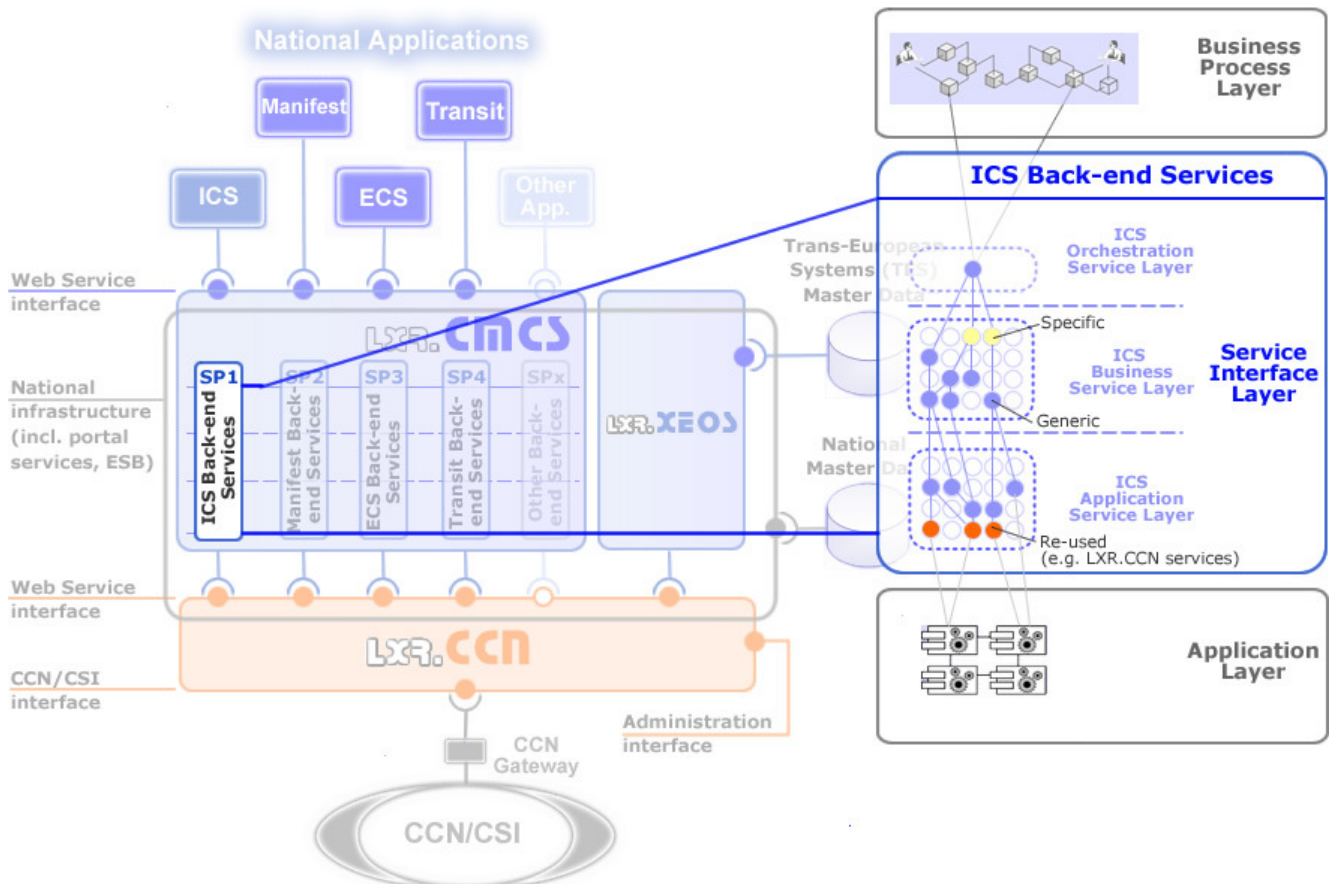 National Applications
Manifest
Transit
ICS
ECS
Other
App.
Web Service
interface
LXR.CMCS
SP1
ICS Back-end
Services
SP2
Manifest Back-
end Services
SP3
ECS Back-end
Services
SP4
Transit Back-
end Services
SPx
Other Back-
end Services
National
infrastructure
(incl. portal
services, ESB)
LXR.XEOS
Trans-European
Systems (TES)
Master Data
National
Master Da
Web Service
interface
LXR.CCN
CCN/CSI
interface
Administration
interface
CCN
Gateway
CCN/CSI
Business
Process
Layer
ICS Back-end Services
ICS
Orchestration
Service Layer
Specific
ICS
Business
Service Layer
Generic
Service
Interface
Layer
ICS
Application
Service Layer
Re-used
(e.g. LXR.CCN services)
Application
Layer